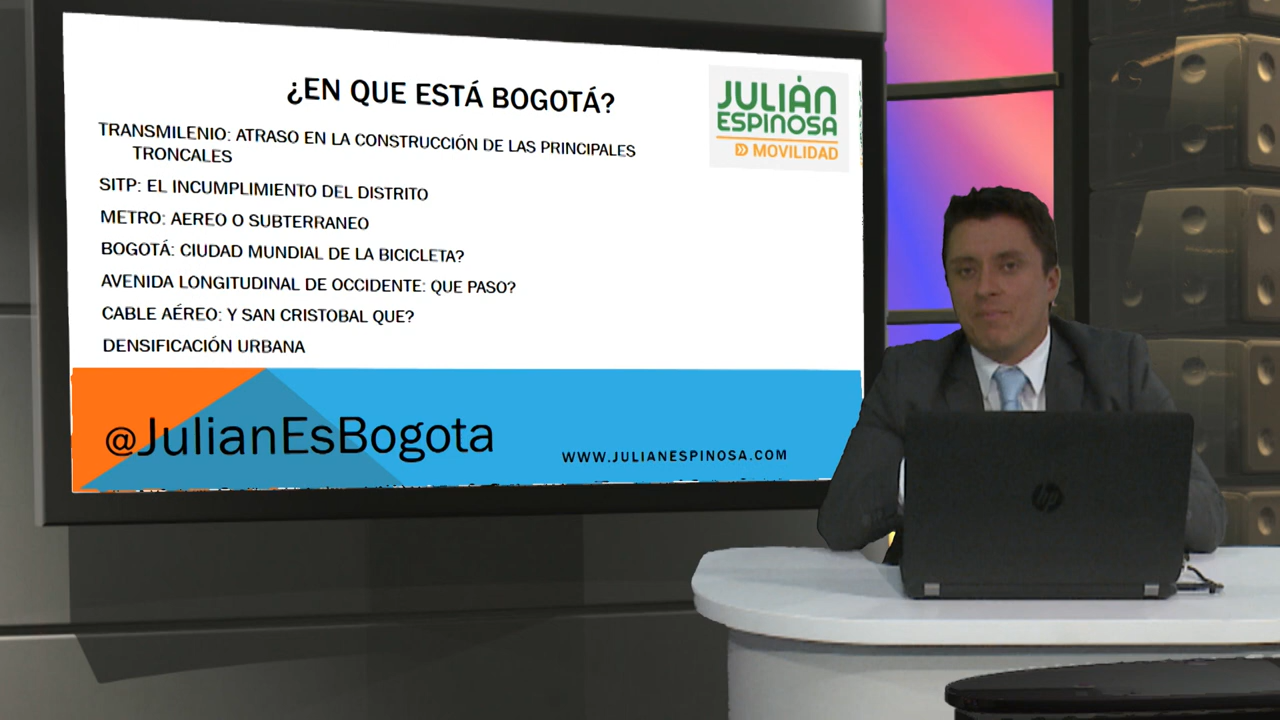 ¿EN QUE ESTÁ BOGOTÁ?
JULIÁN
ESPINOSA
MOVILIDAD
TRANSMILENIO: ATRASO EN LA CONSTRUCCIÓN DE LAS PRINCIPALES
TRONCALES
SITP: EL INCUMPLIMIENTO DEL DISTRITO
METRO: AEREO O SUBTERRANEO
BOGOTÁ: CIUDAD MUNDIAL DE LA BICICLETA?
AVENIDA LONGITUDINAL DE OCCIDENTE: QUE PASO?
CABLE AÉREO: Y SAN CRISTOBAL QUE?
DENSIFICACIÓN URBANA
@JulianEsBogota
WWW.JULIANESPINOSA.COM
hp